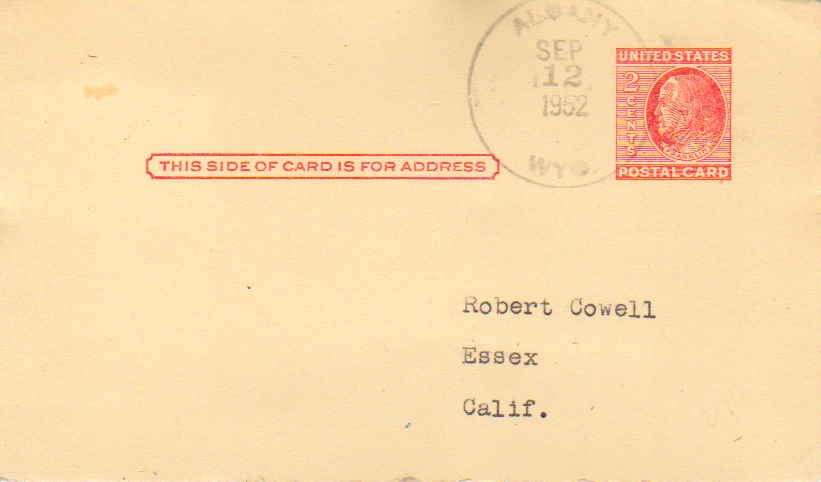 ALBANY
SEP
12
1952
WYO.
UNITED STATES
2 CENTS
POSTAL CARD
THIS SIDE OF CARD IS FOR ADDRESS
Robert Cowell
Essex
Calif.